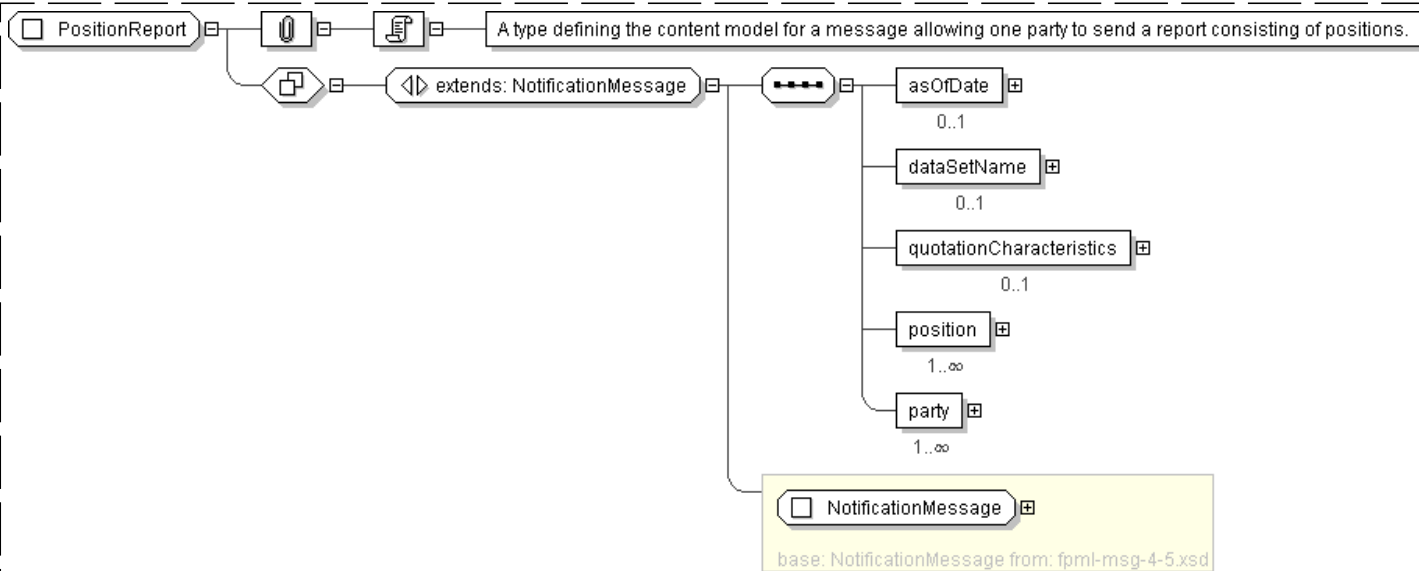 PositionReport
A type defining the content model for a message allowing one party to send a report consisting of positions.
extends: NotificationMessage
asOfDate
0..1
dataSetName
0..1
quotationCharacteristics
0..1
position
1..∞
party
1..∞
NotificationMessage
base: NotificationMessage from: fpml-msg-4-5.xsd